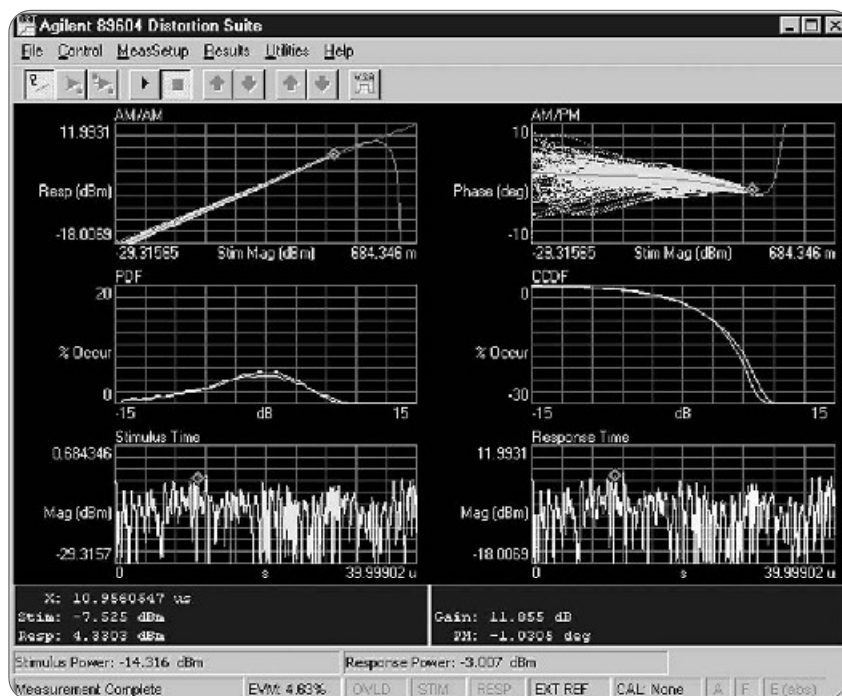 Agilent 89604 Distortion Suite
File Control MeasSetup Results Utilities Help
VSA
AM/AM
11.9931
Resp (dBm)
-18.0069
-29.31565 Stim Mag (dBm) 684.346 m
AM/PM
10
Phase (deg)
-10
-29.31565 Stim Mag (dBm) 684.346 m
PDF
20
% Occur
0
-15 dB 15
CCDF
0
% Occur
-30
-15 dB 15
Stimulus Time
0.684346
Mag (dBm)
-29.3157
0 s 39.99902 u
Response Time
11.9931
Mag (dBm)
-18.0069
0 s 39.99902 u
X: 10.9860847 us
Stim: -7.525 dBm
Resp: 4.3303 dBm
Gain: 11.855 dB
PM: -1.0305 deg
Stimulus Power: -14.316 dBm Response Power: -3.007 dBm
Measurement Complete EVM: 4.63% OVLD STIM RESP EXT REF CAL: None A F E (abs)